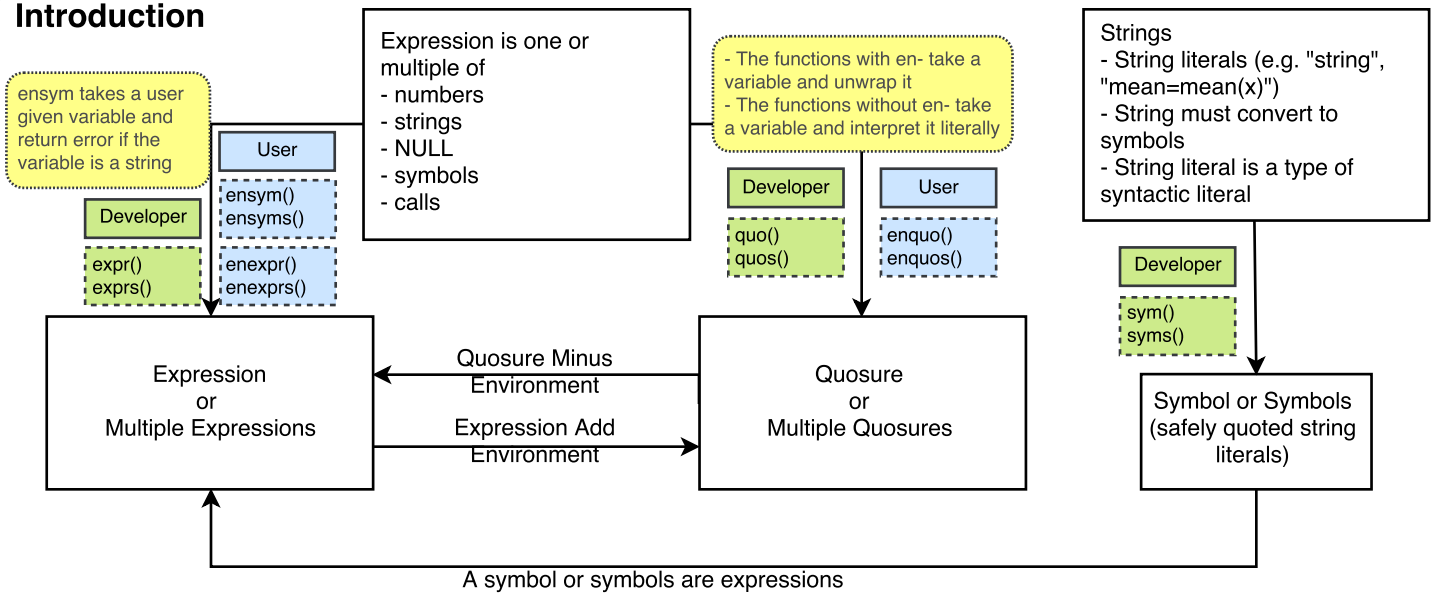 Introduction
ensym takes a user
given variable and
return error if the
variable is a string
Expression is one or
multiple of
- numbers
- strings
- NULL
- symbols
- calls
- The functions with en- take a
variable and unwrap it
- The functions without en- take
a variable and interpret it literally
Strings
- String literals (e.g. "string",
"mean=mean(x)")
- String must convert to
symbols
- String literal is a type of
syntactic literal
Developer
expr()
exprs()
User
ensym()
ensyms()
enexpr()
enexprs()
Developer
quo()
quos()
User
enquo()
enquos()
Developer
sym()
syms()
Expression
or
Multiple Expressions
Quosure Minus
Environment
Expression Add
Environment
Quosure
or
Multiple Quosures
Symbol or Symbols
(safely quoted string
literals)
A symbol or symbols are expressions